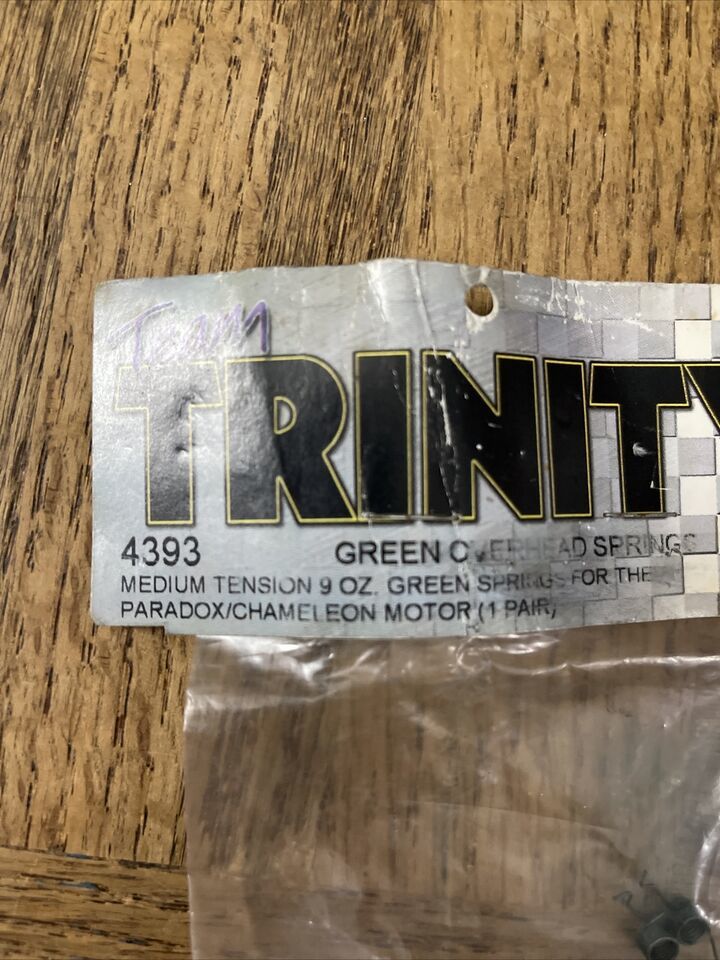 Team
TRINITY
4393 GREEN OVERHEAD SPRINGS
MEDIUM TENSION 9 OZ. GREEN SPRINGS FOR THE
PARADOX/CHAMELEON MOTOR (1 PAIR)